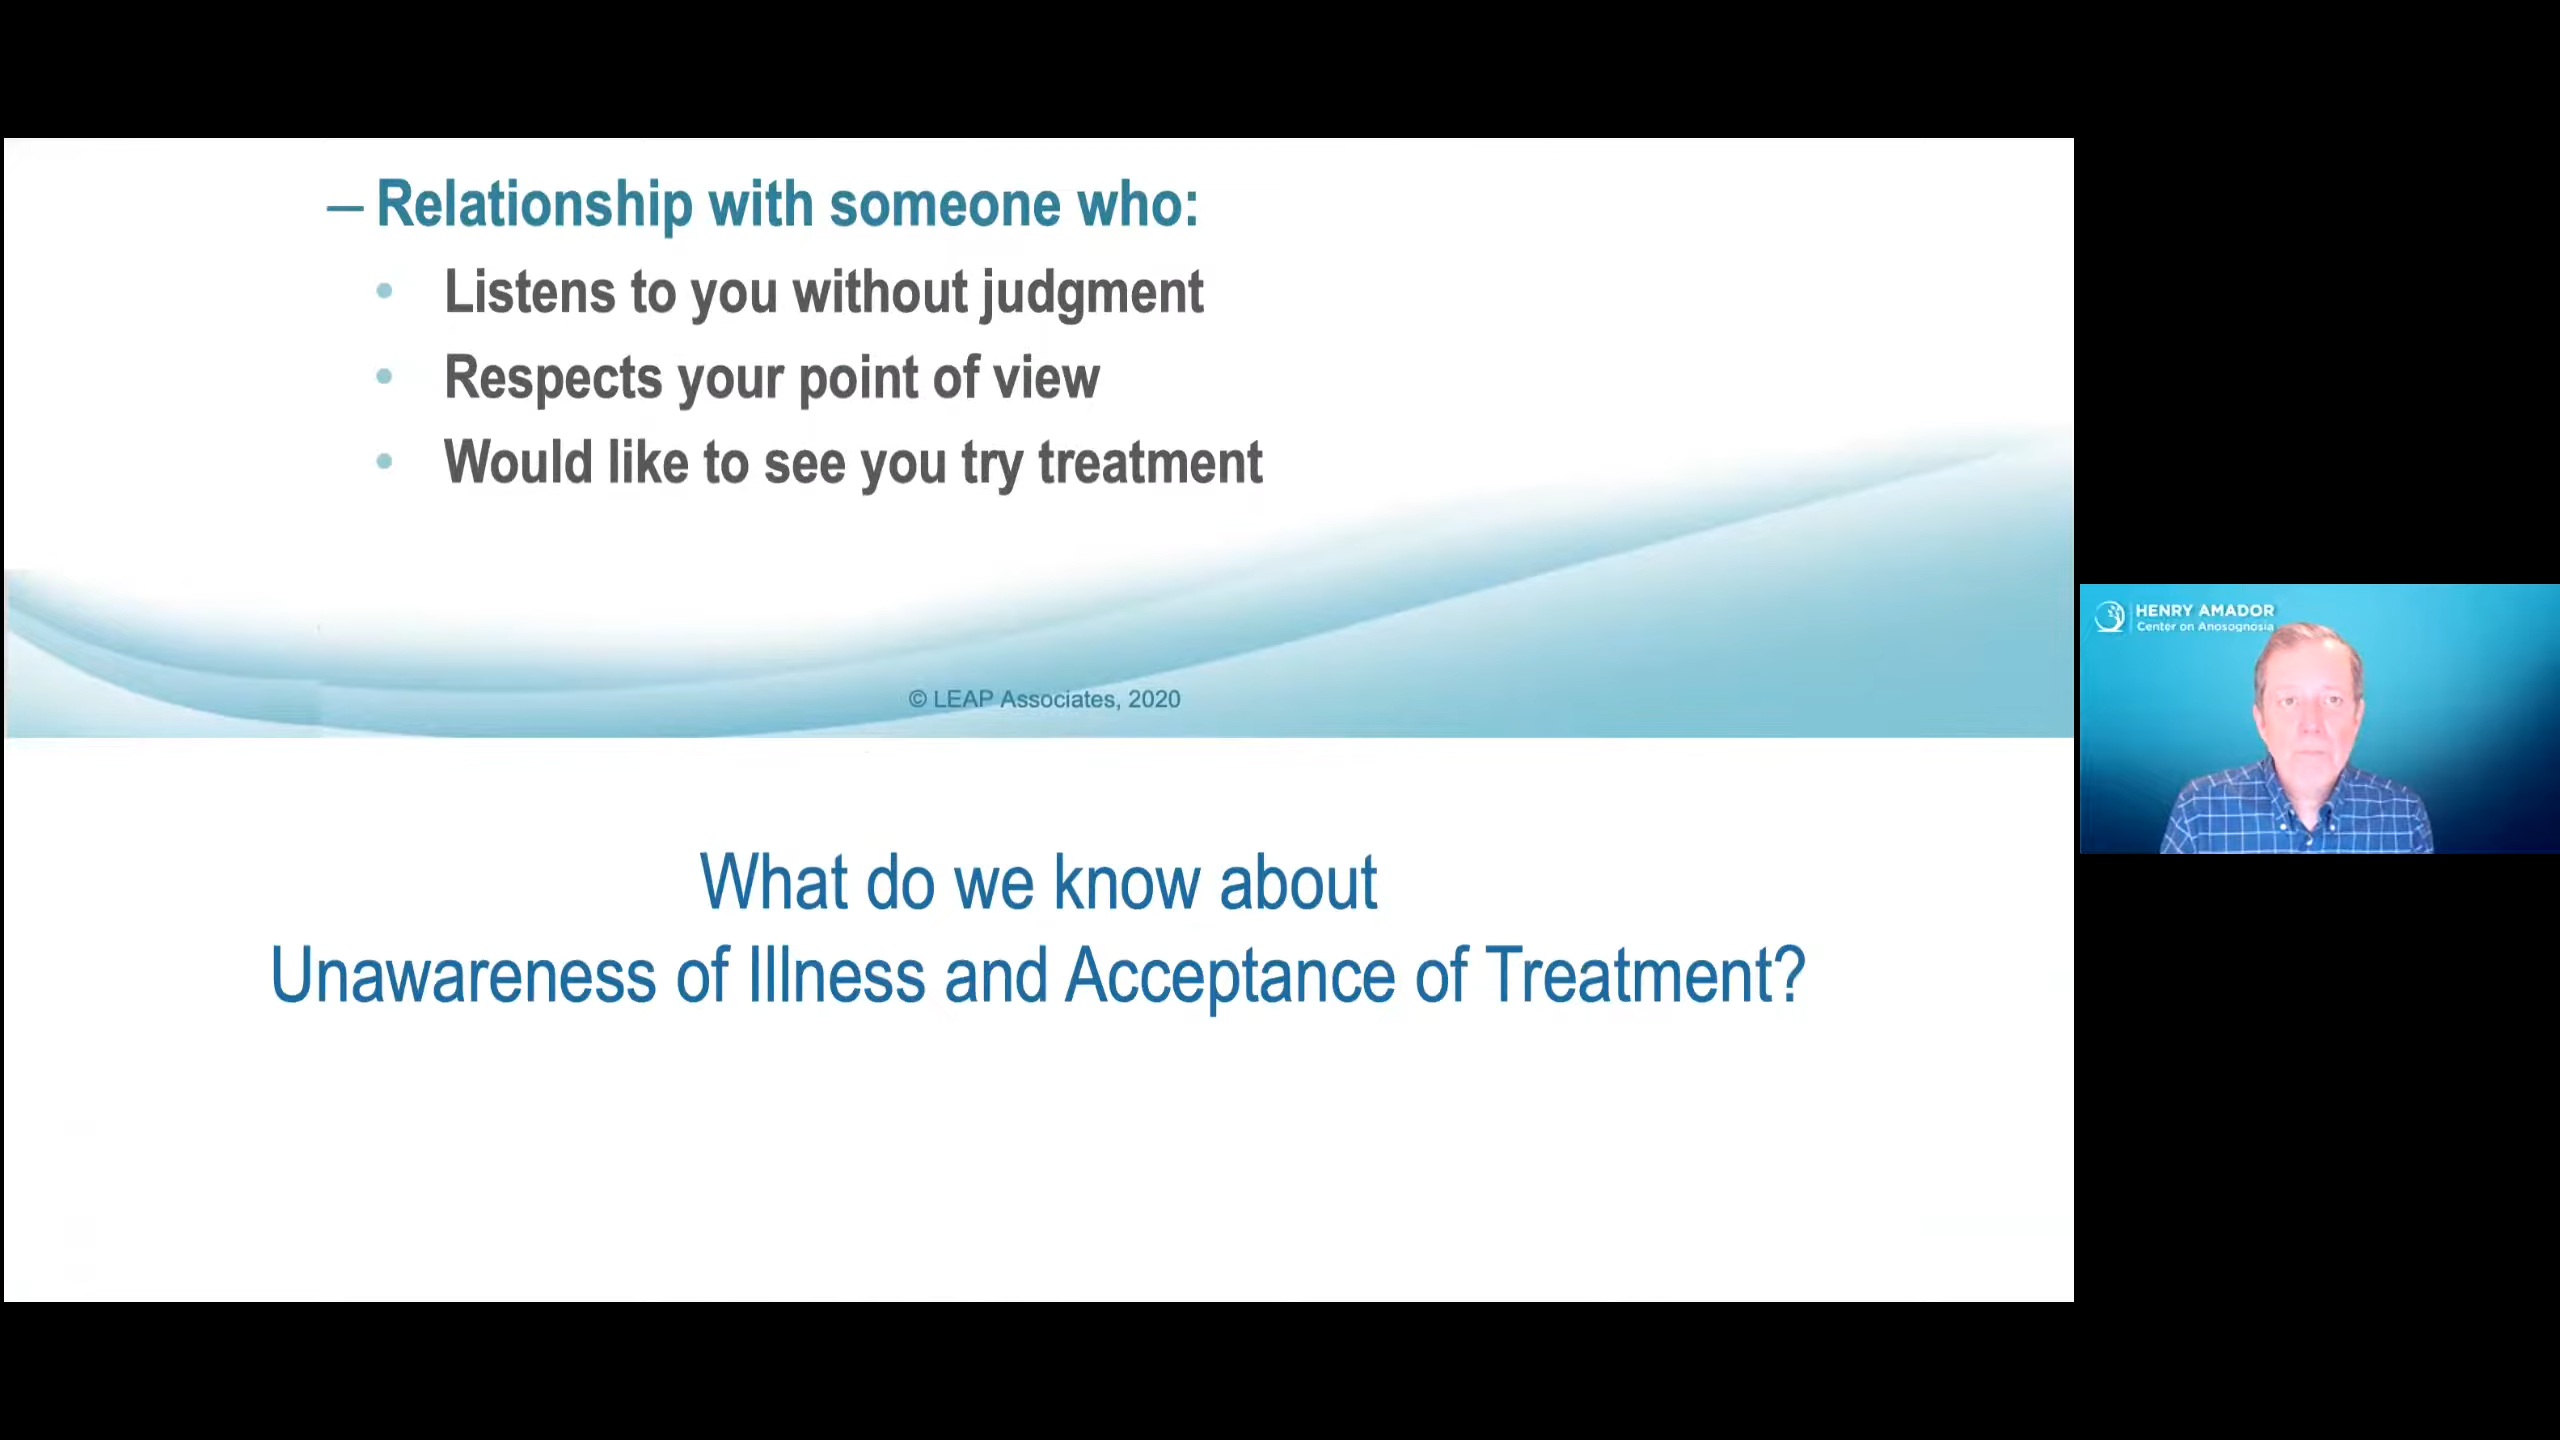 – Relationship with someone who:
• Listens to you without judgment
• Respects your point of view
• Would like to see you try treatment
© LEAP Associates, 2020
What do we know about
Unawareness of Illness and Acceptance of Treatment?
HENRY AMADOR
Center on Anosognosia